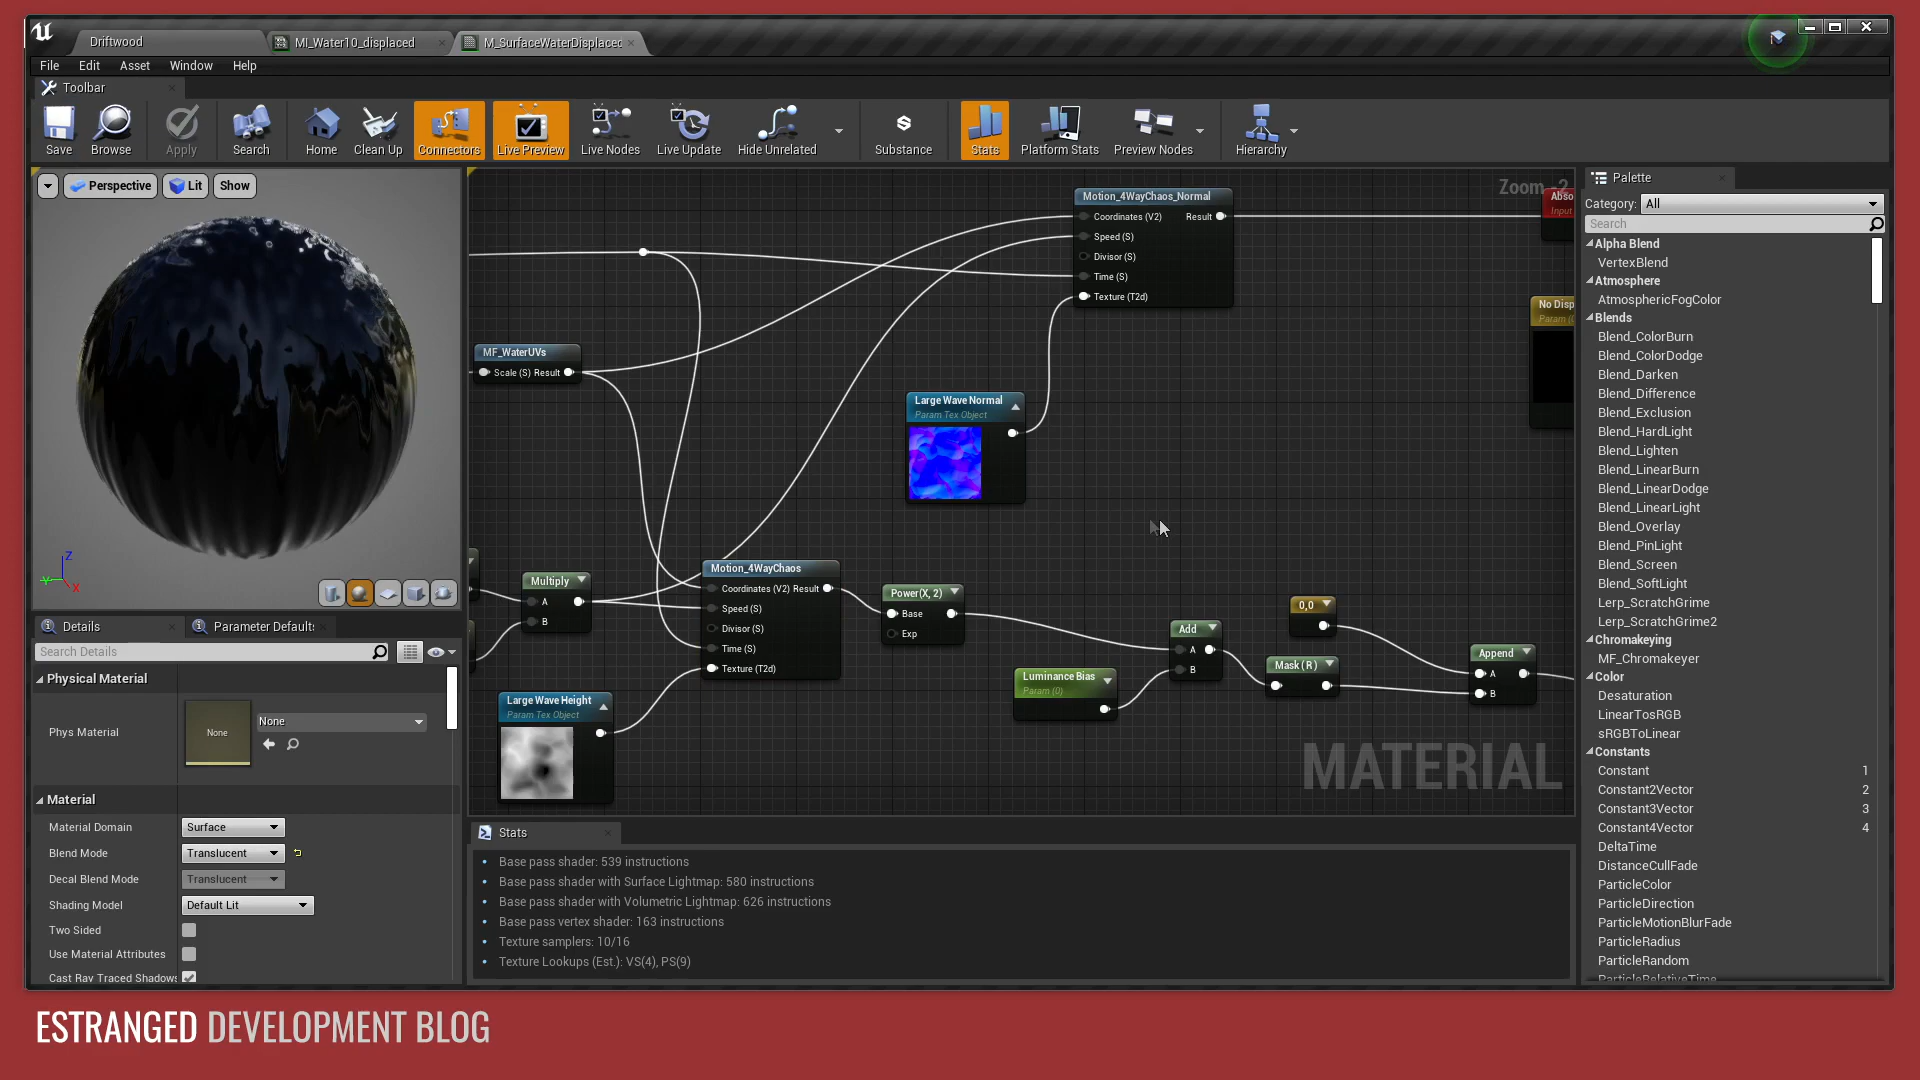 Driftwood
MI_Water10_displaced
M_SurfaceWaterDisplaced
File Edit Asset Window Help
Toolbar
Save Browse Apply Search Home Clean Up Connectors Live Preview Live Nodes Live Update Hide Unrelated Substance Stats Platform Stats Preview Nodes Hierarchy
Perspective Lit Show
Z
Y
X
Details
Parameter Defaults
Search Details
Physical Material
Phys Material
None
None
Material
Material Domain Surface
Blend Mode Translucent
Decal Blend Mode Translucent
Shading Model Default Lit
Two Sided
Use Material Attributes
Cast Ray Traced Shadows
Zoom -2
Motion_4WayChaos_Normal
Coordinates (V2) Result
Speed (S)
Divisor (S)
Time (S)
Texture (T2d)
Abso
Input
No Disp
Param (
MF_WaterUVs
Scale (S) Result
Large Wave Normal
Param Tex Object
Multiply
A
B
Motion_4WayChaos
Coordinates (V2) Result
Speed (S)
Divisor (S)
Time (S)
Texture (T2d)
Power(X, 2)
Base
Exp
Large Wave Height
Param Tex Object
Luminance Bias
Param (0)
Add
A
B
Mask ( R )
0,0
Append
A
B
MATERIAL
Stats
Base pass shader: 539 instructions
Base pass shader with Surface Lightmap: 580 instructions
Base pass shader with Volumetric Lightmap: 626 instructions
Base pass vertex shader: 163 instructions
Texture samplers: 10/16
Texture Lookups (Est.): VS(4), PS(9)
Palette
Category: All
Search
Alpha Blend
VertexBlend
Atmosphere
AtmosphericFogColor
Blends
Blend_ColorBurn
Blend_ColorDodge
Blend_Darken
Blend_Difference
Blend_Exclusion
Blend_HardLight
Blend_Lighten
Blend_LinearBurn
Blend_LinearDodge
Blend_LinearLight
Blend_Overlay
Blend_PinLight
Blend_Screen
Blend_SoftLight
Lerp_ScratchGrime
Lerp_ScratchGrime2
Chromakeying
MF_Chromakeyer
Color
Desaturation
LinearTosRGB
sRGBToLinear
Constants
Constant 1
Constant2Vector 2
Constant3Vector 3
Constant4Vector 4
DeltaTime
DistanceCullFade
ParticleColor
ParticleDirection
ParticleMotionBlurFade
ParticleRadius
ParticleRandom
ParticleRelativeTime
ESTRANGED DEVELOPMENT BLOG